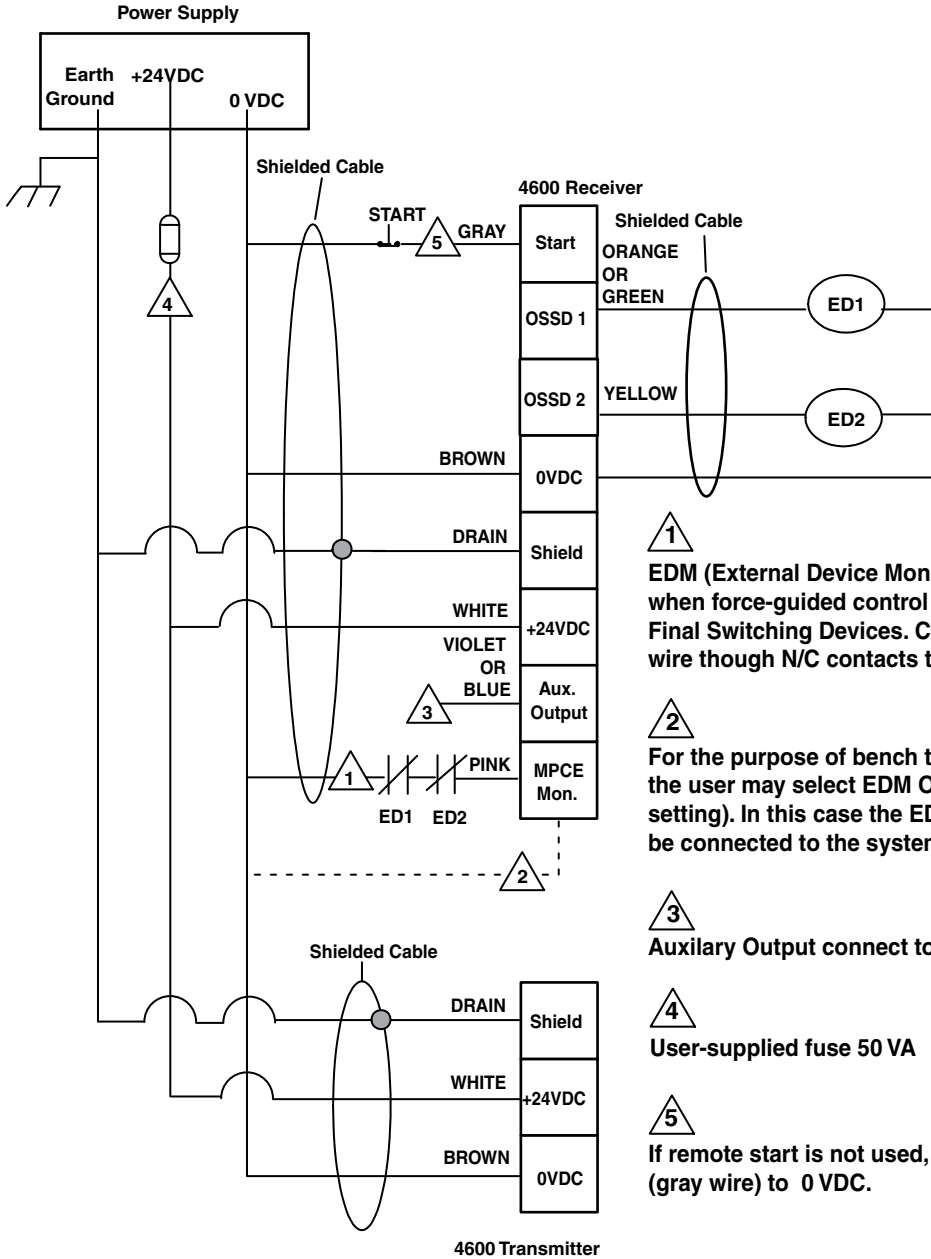 Power Supply
Earth Ground
+24VDC
0 VDC
Shielded Cable
START
5
GRAY
4
4600 Receiver
Start
OSSD 1
OSSD 2
0VDC
Shield
+24VDC
Aux.
Output
MPCE
Mon.
Shielded Cable
ORANGE
OR
GREEN
YELLOW
ED1
ED2
BROWN
DRAIN
WHITE
VIOLET
OR
BLUE
3
1
ED1 ED2
PINK
2
1
EDM (External Device Mon
when force-guided control
Final Switching Devices. C
wire though N/C contacts t
2
For the purpose of bench t
the user may select EDM O
setting). In this case the ED
be connected to the system
3
Auxilary Output connect to
4
User-supplied fuse 50 VA
5
If remote start is not used,
(gray wire) to 0 VDC.
Shielded Cable
DRAIN
Shield
WHITE
+24VDC
BROWN
0VDC
4600 Transmitter